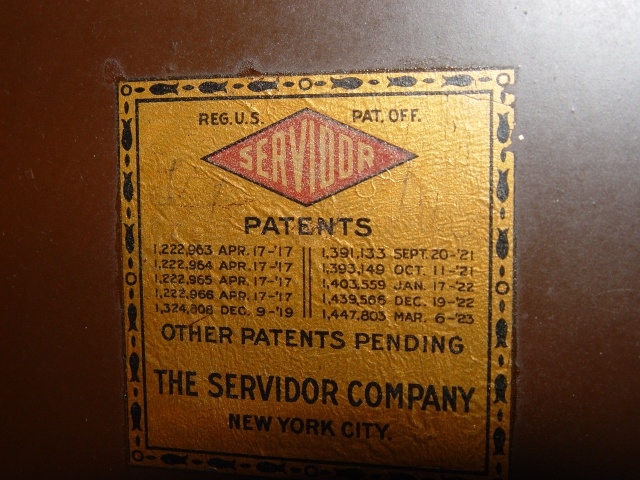 REG. U.S. PAT. OFF.
SERVIDOR
PATENTS
1,222,963 APR. 17-'17 1,391,133 SEPT. 20-'21
1,222,964 APR. 17-'17 1,393,149 OCT. 11-'21
1,222,965 APR. 17-'17 1,403,559 JAN. 17-'22
1,222,966 APR. 17-'17 1,439,566 DEC. 19-'22
1,324,808 DEC. 9-'19 1,447,803 MAR. 6-'23
OTHER PATENTS PENDING
THE SERVIDOR COMPANY
NEW YORK CITY.